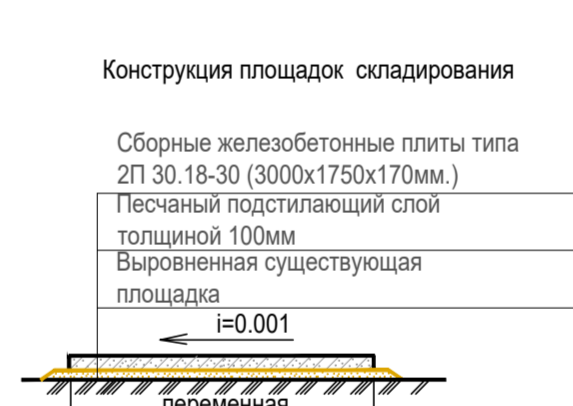 Конструкция площадок складирования
Сборные железобетонные плиты типа
2П 30.18-30 (3000х1750х170мм.)
Песчаный подстилающий слой
толщиной 100мм
Выровненная существующая
площадка
i=0.001
переменная